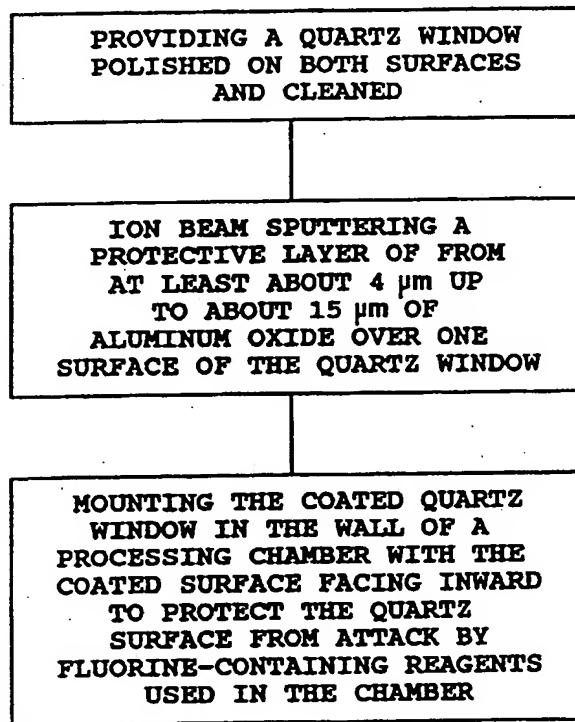 PROVIDING A QUARTZ WINDOW
POLISHED ON BOTH SURFACES
AND CLEANED
ION BEAM SPUTTERING A
PROTECTIVE LAYER OF FROM
AT LEAST ABOUT 4 µm UP
TO ABOUT 15 µm OF
ALUMINUM OXIDE OVER ONE
SURFACE OF THE QUARTZ WINDOW
MOUNTING THE COATED QUARTZ
WINDOW IN THE WALL OF A
PROCESSING CHAMBER WITH THE
COATED SURFACE FACING INWARD
TO PROTECT THE QUARTZ
SURFACE FROM ATTACK BY
FLUORINE-CONTAINING REAGENTS
USED IN THE CHAMBER